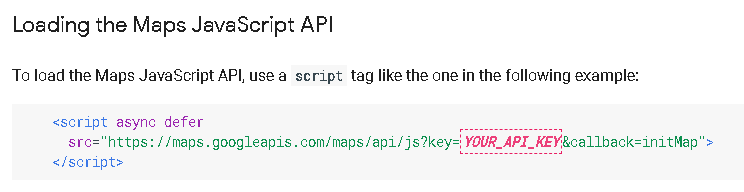 Loading the Maps JavaScript API
To load the Maps JavaScript API, use a script tag like the one in the following example:
<script async defer
src="https://maps.googleapis.com/maps/api/js?key=YOUR_API_KEY&callback=initMap">
</script>